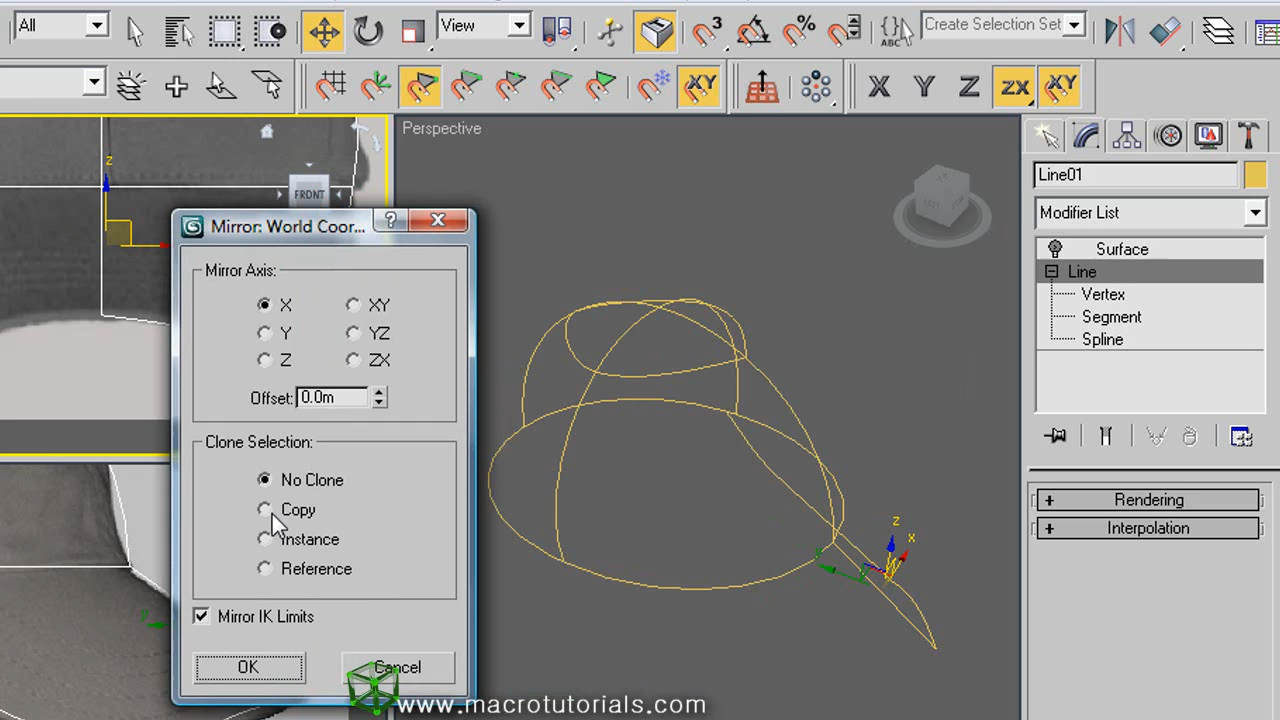 All
View
3
%
ABC
Create Selection Set
XY
X
Y
Z
ZX
XY
z
FRONT
Perspective
Line01
Modifier List
Surface
Line
Vertex
Segment
Spline
+ Rendering
+ Interpolation
Mirror: World Coor...
?
Mirror Axis:
X
XY
Y
YZ
Z
ZX
Offset: 0.0m
Clone Selection:
No Clone
Copy
Instance
Reference
Mirror IK Limits
OK
Cancel
z
x
www.macrotutorials.com